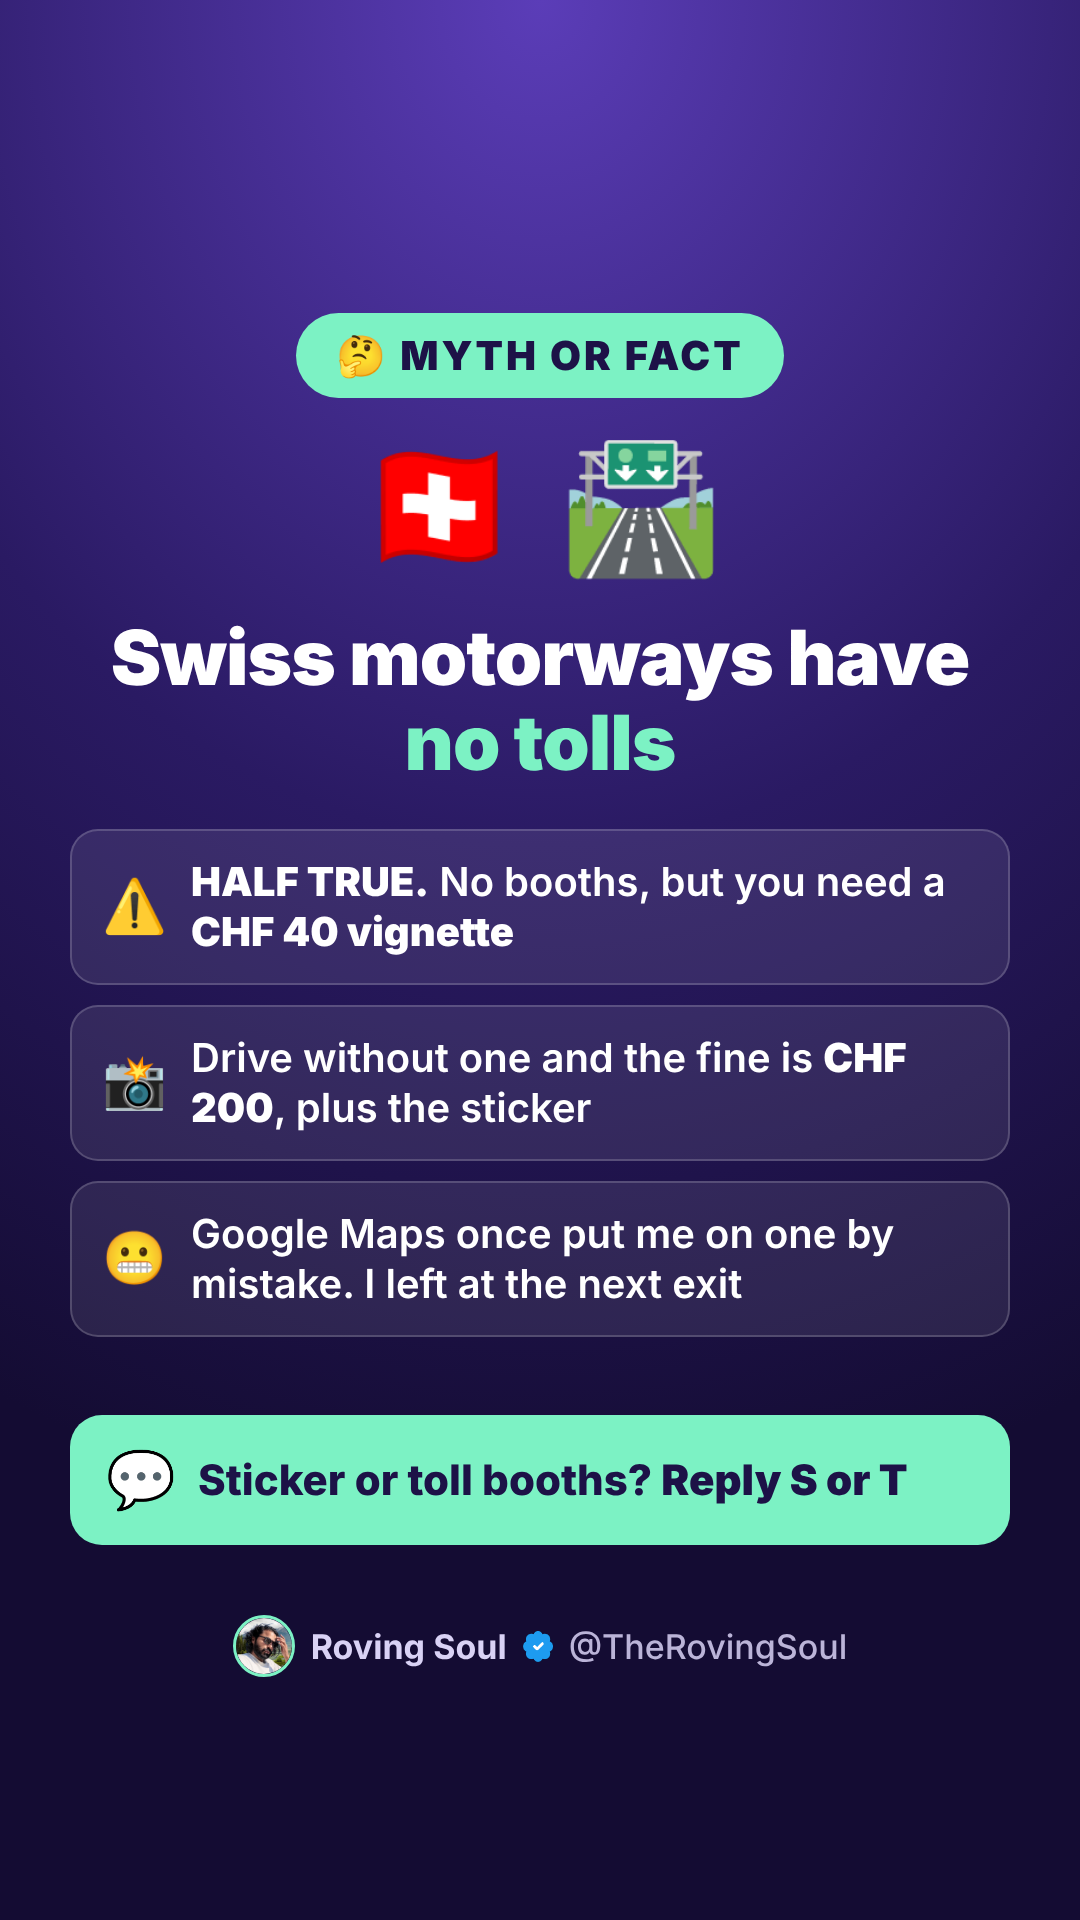 🤔 MYTH OR FACT
Swiss motorways have
no tolls
HALF TRUE. No booths, but you need a
CHF 40 vignette
Drive without one and the fine is CHF
200, plus the sticker
Google Maps once put me on one by
mistake. I left at the next exit
Sticker or toll booths? Reply S or T
Roving Soul @TheRovingSoul